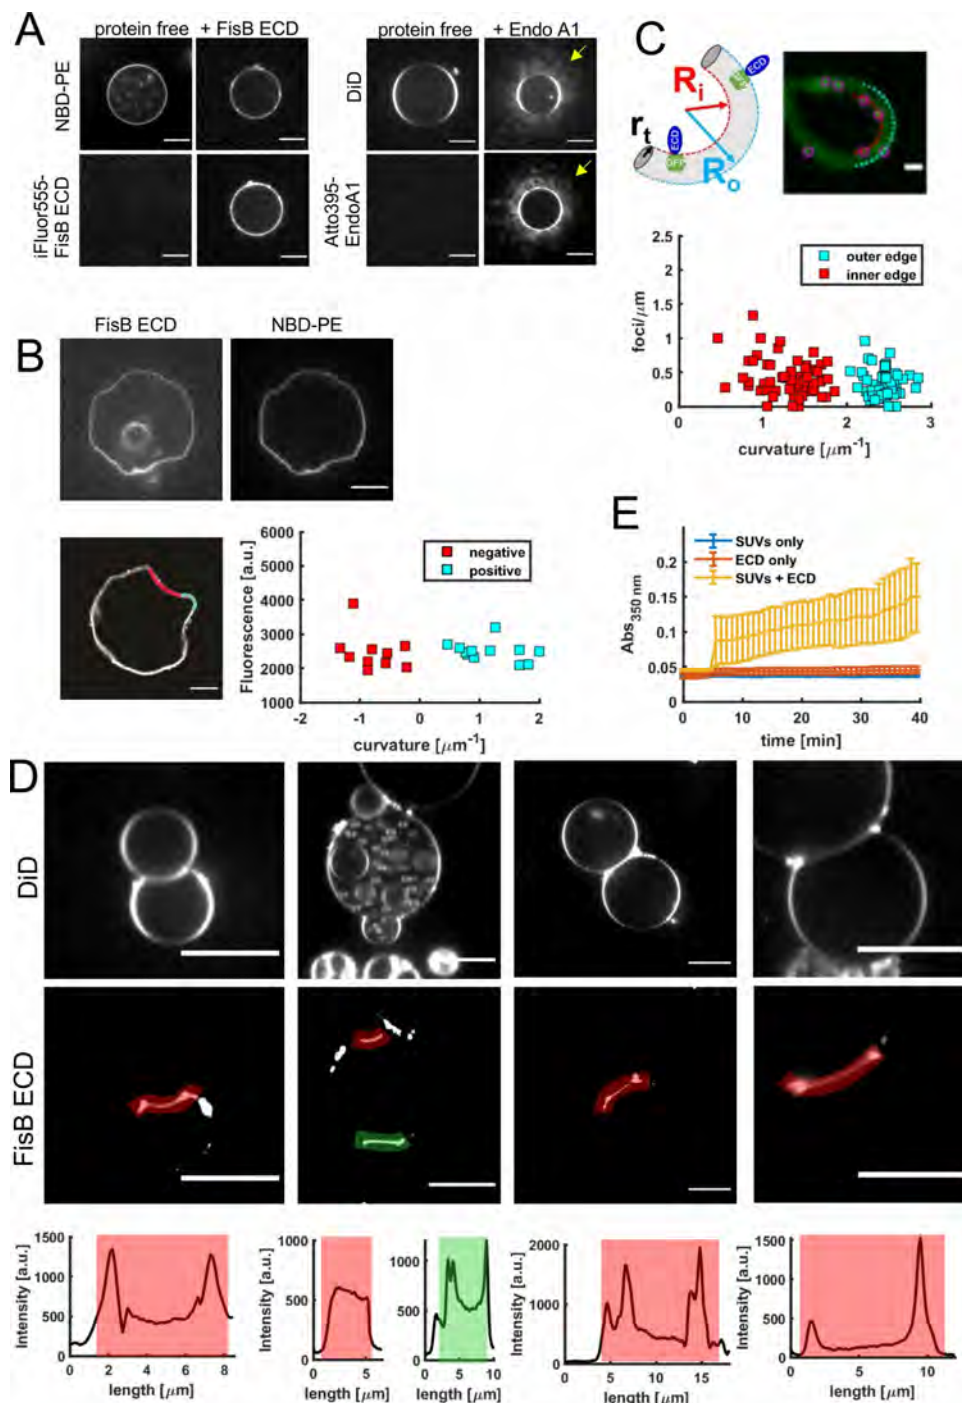 A
protein free
+ FisB ECD
protein free
+ Endo A1
NBD-PE
iFluor555-
FisB ECD
DiD
Atto395-
EndoA1
C
ECD
Ri
rt
ECD
GFP
Ro
outer edge
inner edge
foci/μm
2.5
2
1.5
1
0.5
0
0
1
2
3
curvature [μm-1]
B
FisB ECD
NBD-PE
negative
positive
Fluorescence [a.u.]
6000
5000
4000
3000
2000
1000
-2
-1
0
1
2
curvature [μm-1]
E
SUVs only
ECD only
SUVs + ECD
Abs350 nm
0.2
0.15
0.1
0.05
0
10
20
30
40
time [min]
D
DiD
FisB ECD
Intensity [a.u.]
1500
1000
500
0
0
2
4
6
8
length [μm]
Intensity [a.u.]
1000
500
0
0
5
length [μm]
1000
500
0
0
5
10
length [μm]
Intensity [a.u.]
2000
1000
0
0
5
10
15
length [μm]
Intensity [a.u.]
1500
1000
500
0
0
5
10
length [μm]